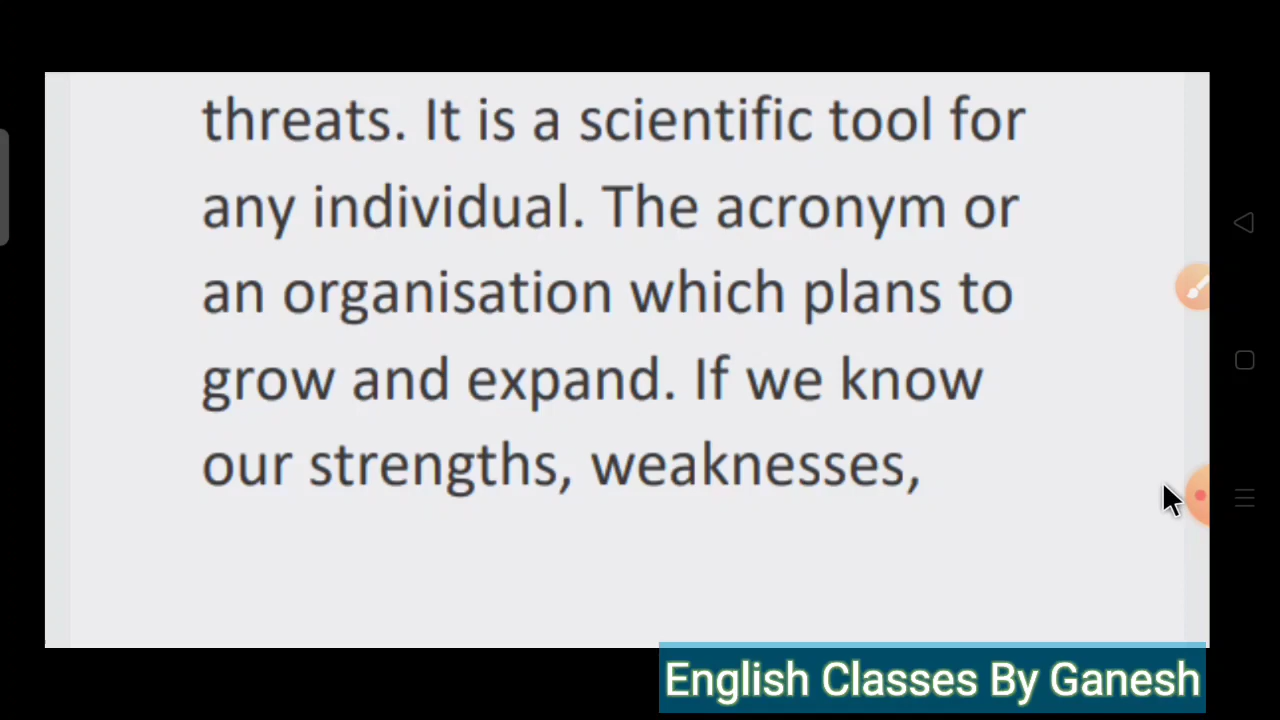 threats. It is a scientific tool for
any individual. The acronym or
an organisation which plans to
grow and expand. If we know
our strengths, weaknesses,
English Classes By Ganesh